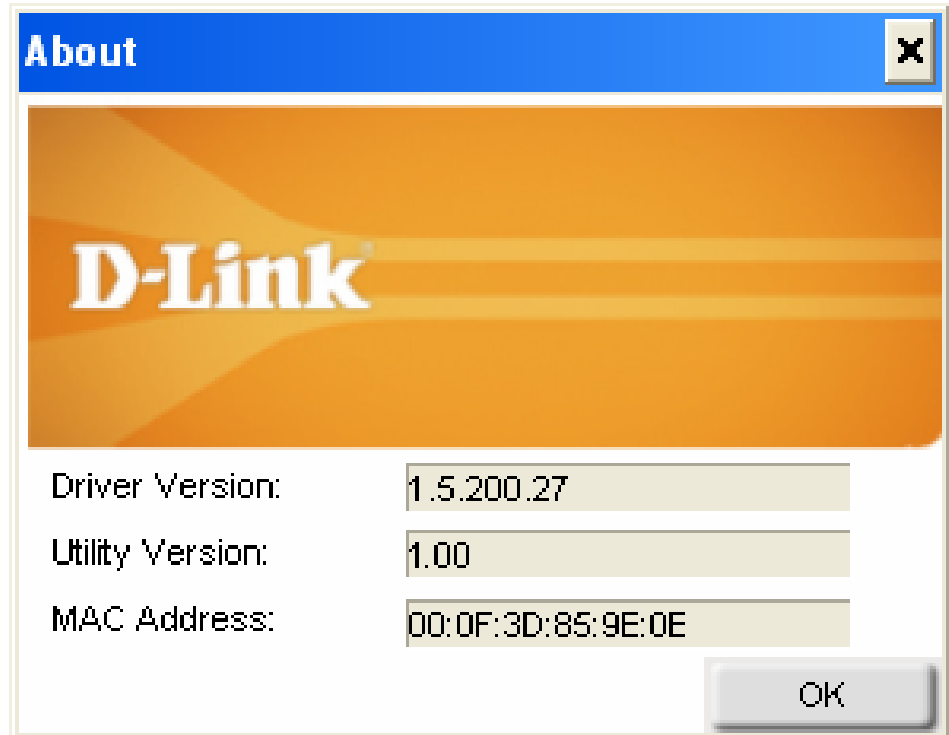 About
D-Link
Driver Version: 1.5.200.27
Utility Version: 1.00
MAC Address: 00:0F:3D:85:9E:0E
OK